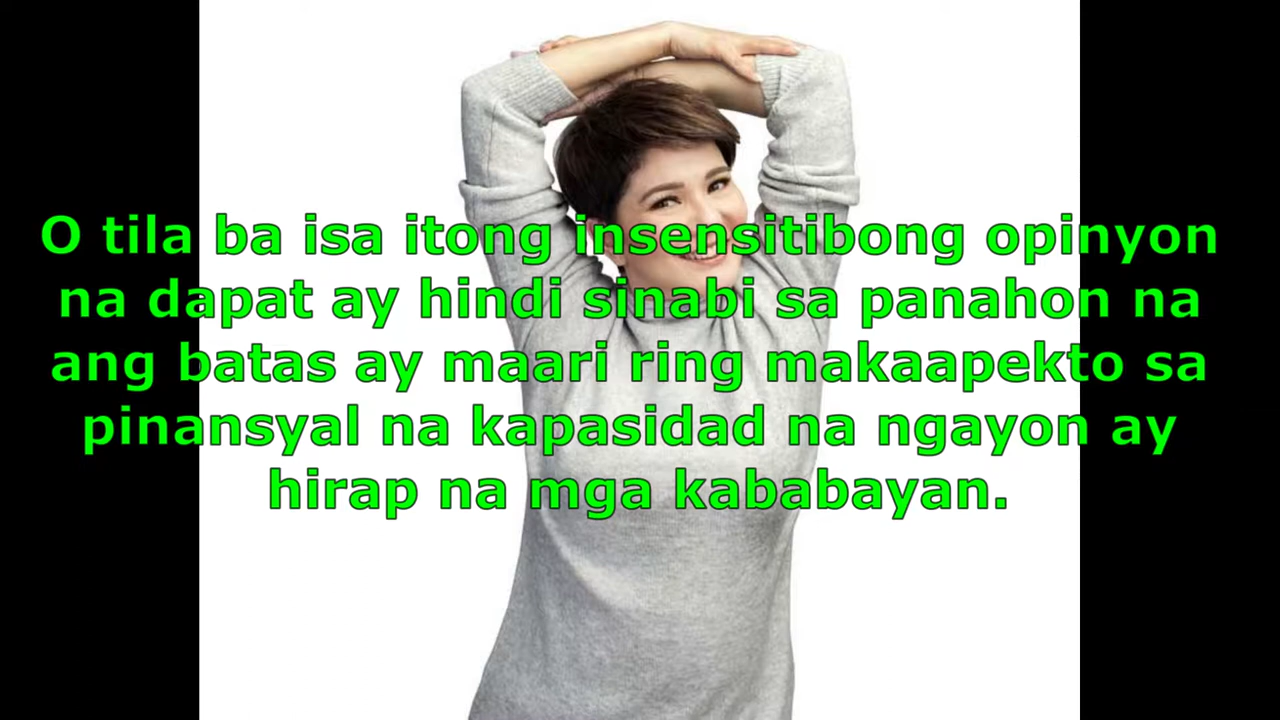 O tila ba isa itong insensitibong opinyon
na dapat ay hindi sinabi sa panahon na
ang batas ay maari ring makaapekto sa
pinansyal na kapasidad na ngayon ay
hirap na mga kababayan.